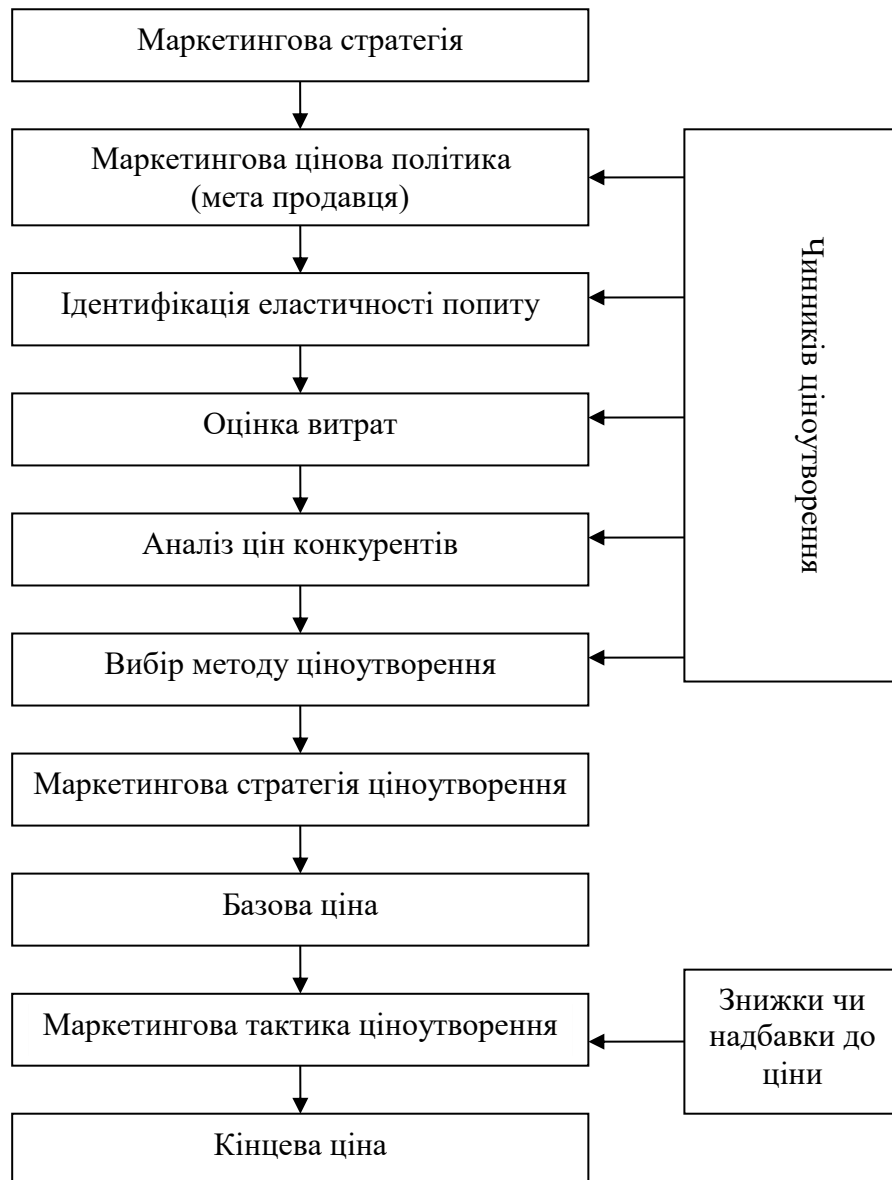 Маркетингова стратегія
Маркетингова цінова політика
(мета продавця)
Ідентифікація еластичності попиту
Оцінка витрат
Аналіз цін конкурентів
Вибір методу ціноутворення
Чинників ціноутворення
Маркетингова стратегія ціноутворення
Базова ціна
Маркетингова тактика ціноутворення
Знижки чи
надбавки до
ціни
Кінцева ціна